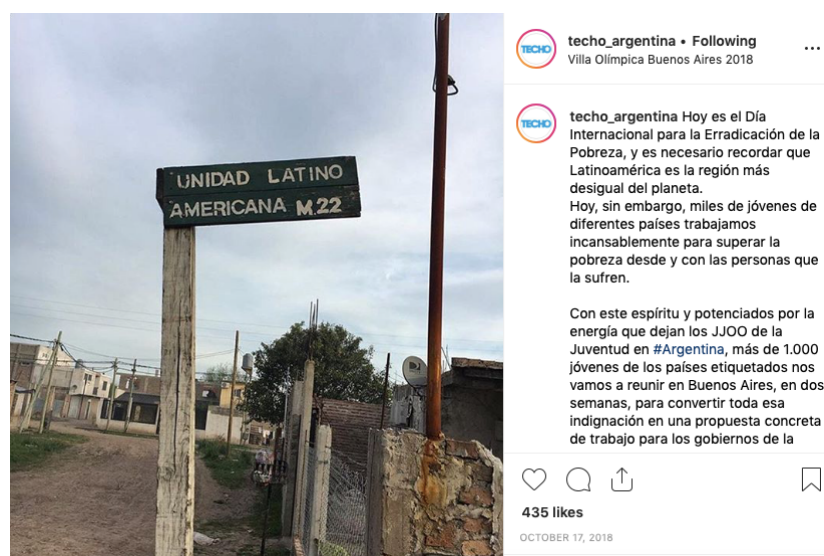 UNIDAD LATINO
AMERICANA M.22
TECHO
techo_argentina • Following
Villa Olímpica Buenos Aires 2018
TECHO
techo_argentina Hoy es el Día
Internacional para la Erradicación de la
Pobreza, y es necesario recordar que
Latinoamérica es la región más
desigual del planeta.
Hoy, sin embargo, miles de jóvenes de
diferentes países trabajamos
incansablemente para superar la
pobreza desde y con las personas que
la sufren.
Con este espíritu y potenciados por la
energía que dejan los JJOO de la
Juventud en #Argentina, más de 1.000
jóvenes de los países etiquetados nos
vamos a reunir en Buenos Aires, en dos
semanas, para convertir toda esa
indignación en una propuesta concreta
de trabajo para los gobiernos de la
435 likes
OCTOBER 17, 2018